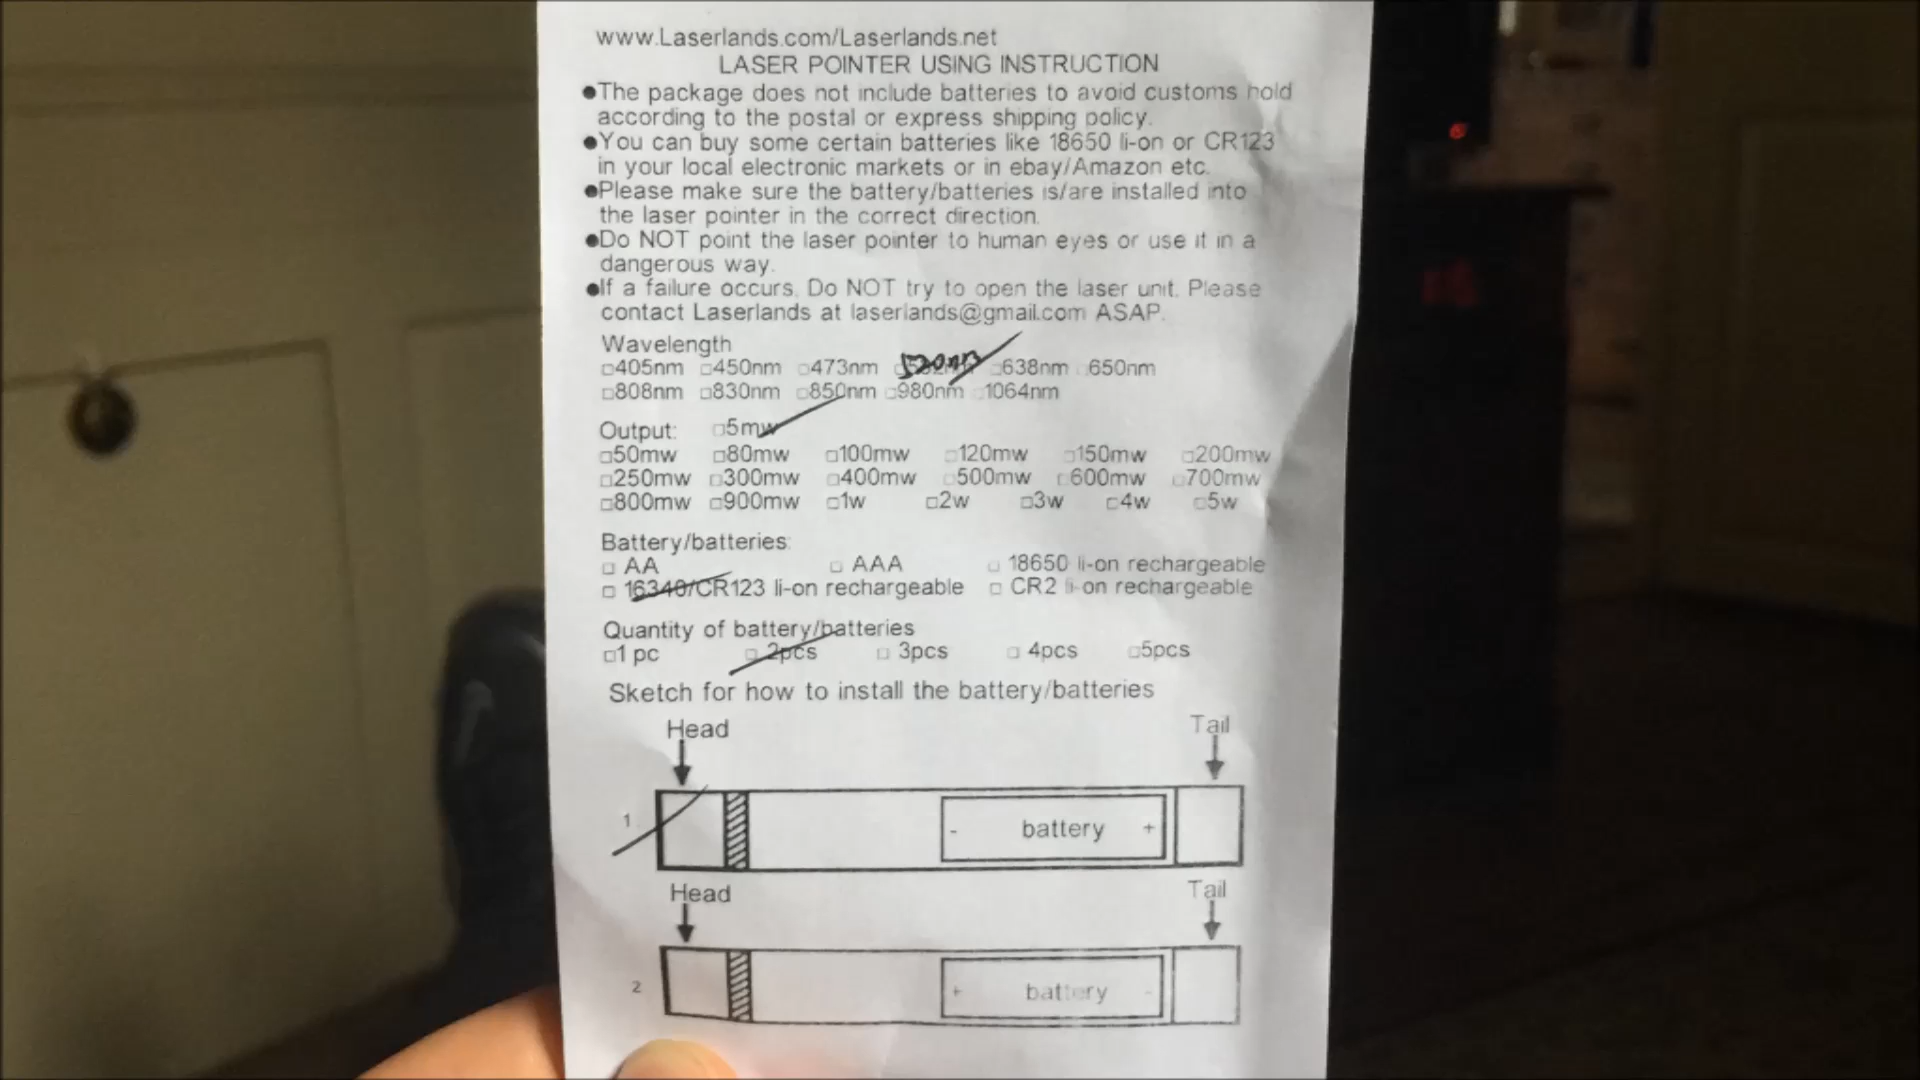 www.Laserlands.com/Laserlands.net
LASER POINTER USING INSTRUCTION
●The package does not include batteries to avoid customs hold
according to the postal or express shipping policy.
●You can buy some certain batteries like 18650 li-on or CR123
in your local electronic markets or in ebay/Amazon etc.
●Please make sure the battery/batteries is/are installed into
the laser pointer in the correct direction.
●Do NOT point the laser pointer to human eyes or use it in a
dangerous way.
●If a failure occurs, Do NOT try to open the laser unit. Please
contact Laserlands at laserlands@gmail.com ASAP.
Wavelength
□405nm □450nm □473nm 520nm □638nm □650nm
□808nm □830nm □850nm □980nm □1064nm
Output: □5mw
□50mw □80mw □100mw □120mw □150mw □200mw
□250mw □300mw □400mw □500mw □600mw □700mw
□800mw □900mw □1w □2w □3w □4w □5w
Battery/batteries:
□ AA □ AAA □ 18650 li-on rechargeable
□ 16340/CR123 li-on rechargeable □ CR2 li-on rechargeable
Quantity of battery/batteries
□1 pc □ 2pcs □ 3pcs □ 4pcs □5pcs
Sketch for how to install the battery/batteries
Head Tail
1. - battery +
Head Tail
2 + battery -